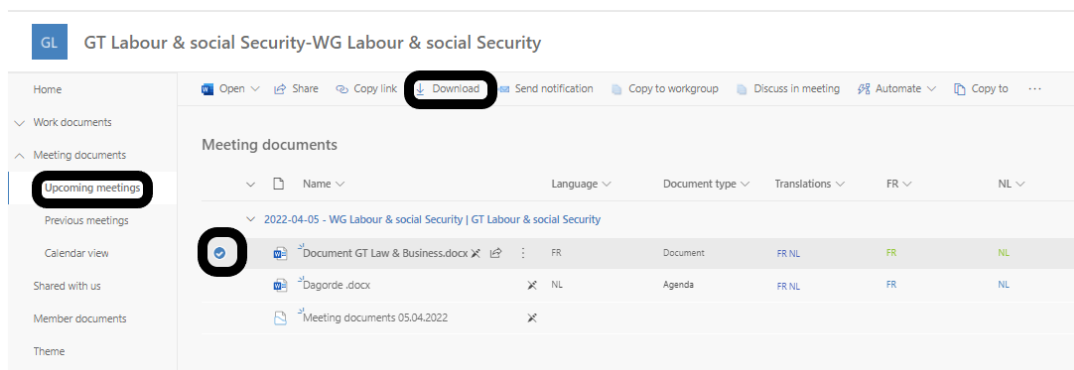 GL GT Labour & social Security-WG Labour & social Security
Home
Open Share Copy link Download Send notification Copy to workgroup Discuss in meeting Automate Copy to ...
Work documents
Meeting documents
Meeting documents
Upcoming meetings
Name Language Document type Translations FR NL
Previous meetings
2022-04-05 - WG Labour & social Security | GT Labour & social Security
Calendar view
Document GT Law & Business.docx FR Document FR NL FR NL
Shared with us
Dagorde .docx NL Agenda FR NL FR NL
Member documents
Meeting documents 05.04.2022
Theme